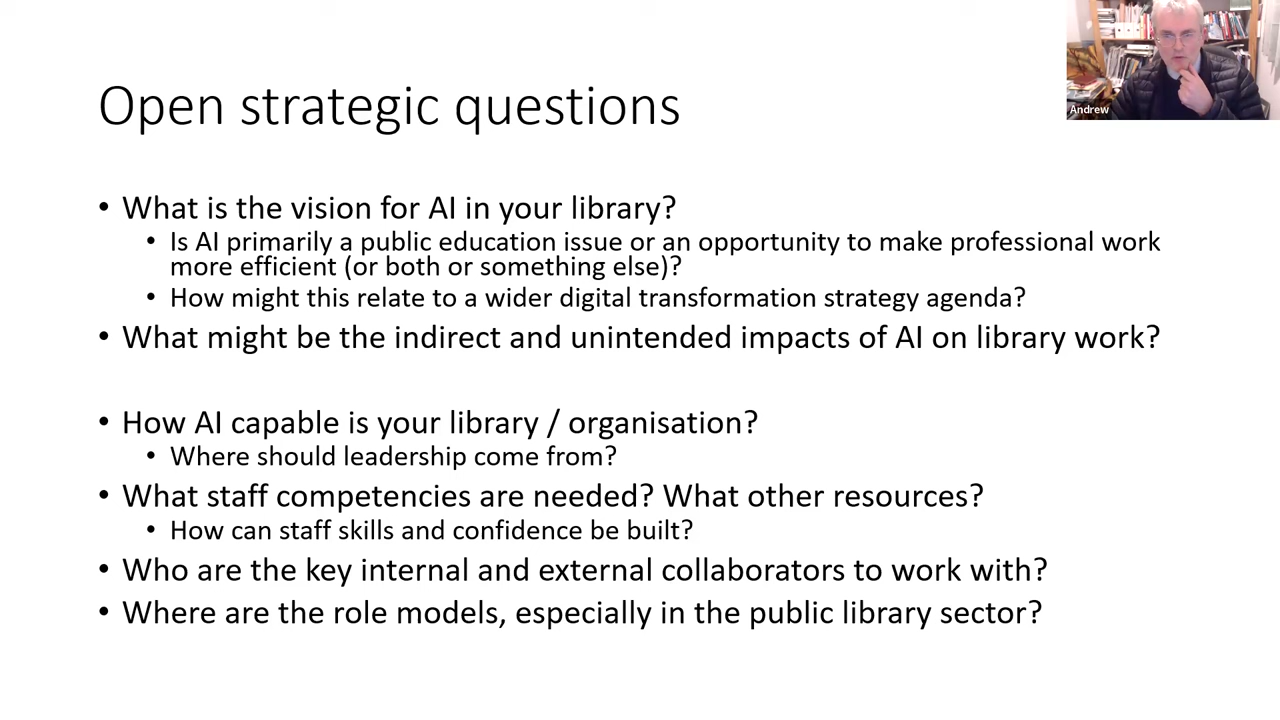 Open strategic questions
Andrew
• What is the vision for AI in your library?
• Is AI primarily a public education issue or an opportunity to make professional work
more efficient (or both or something else)?
• How might this relate to a wider digital transformation strategy agenda?
• What might be the indirect and unintended impacts of AI on library work?
• How AI capable is your library / organisation?
• Where should leadership come from?
• What staff competencies are needed? What other resources?
• How can staff skills and confidence be built?
• Who are the key internal and external collaborators to work with?
• Where are the role models, especially in the public library sector?